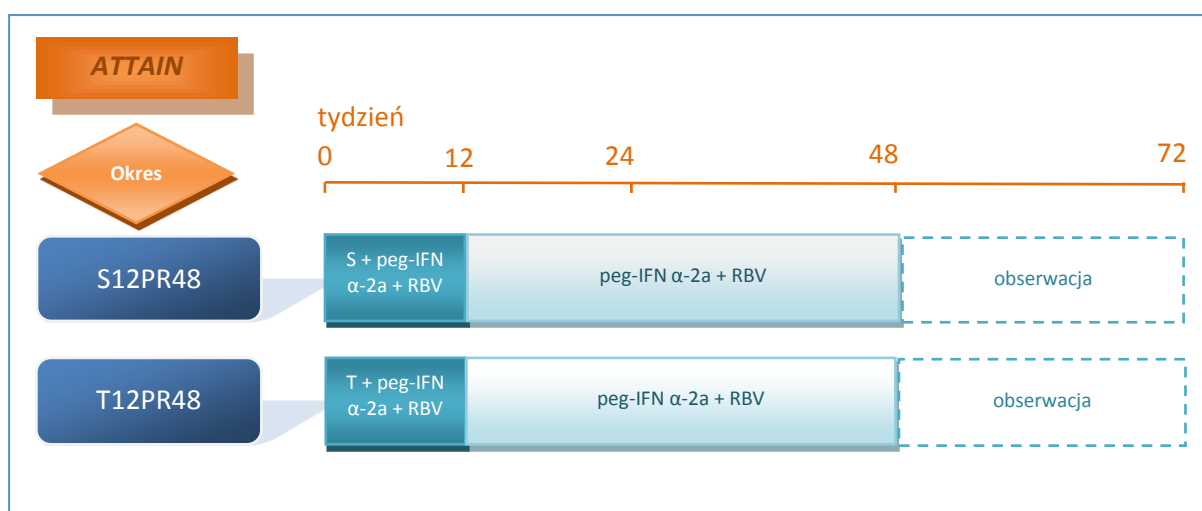 ATTAIN
tydzień
0 12 24 48 72
Okres
S12PR48
S + peg-IFN
α-2a + RBV
peg-IFN α-2a + RBV
obserwacja
T12PR48
T + peg-IFN
α-2a + RBV
peg-IFN α-2a + RBV
obserwacja